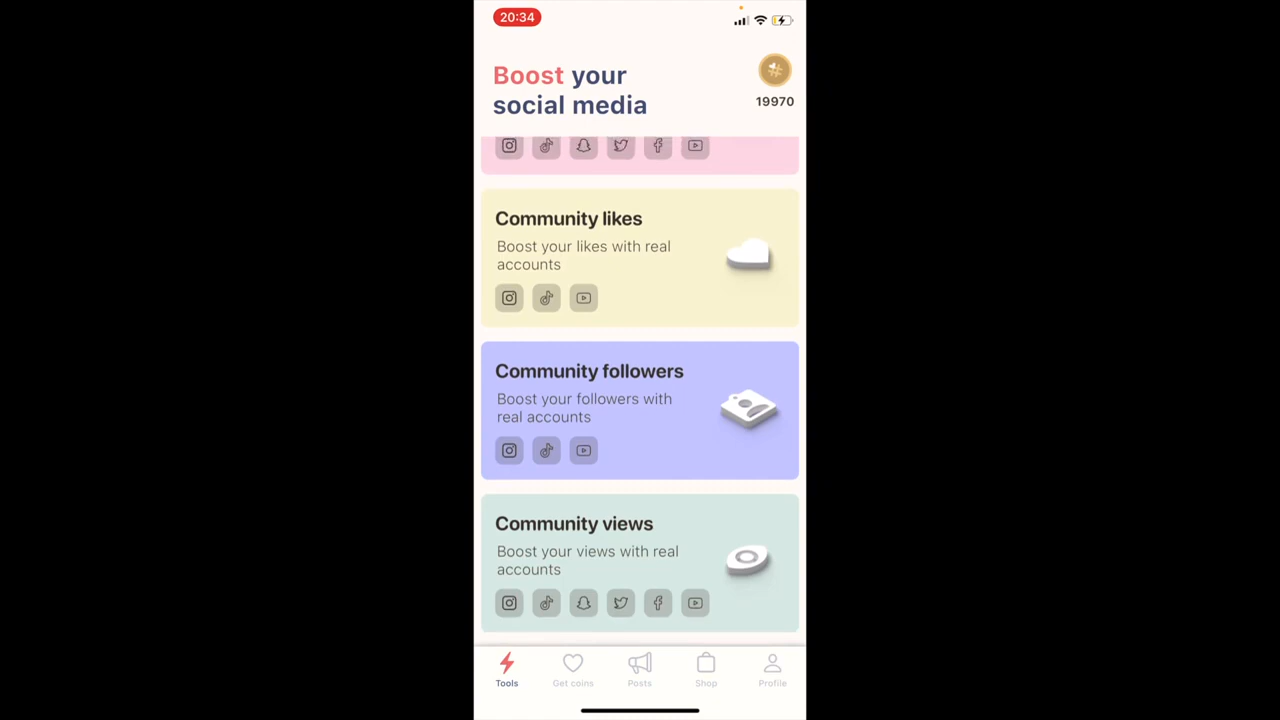 20:34
Boost your
social media
19970
Community likes
Boost your likes with real
accounts
Community followers
Boost your followers with
real accounts
Community views
Boost your views with real
accounts
Tools
Get coins
Posts
Shop
Profile